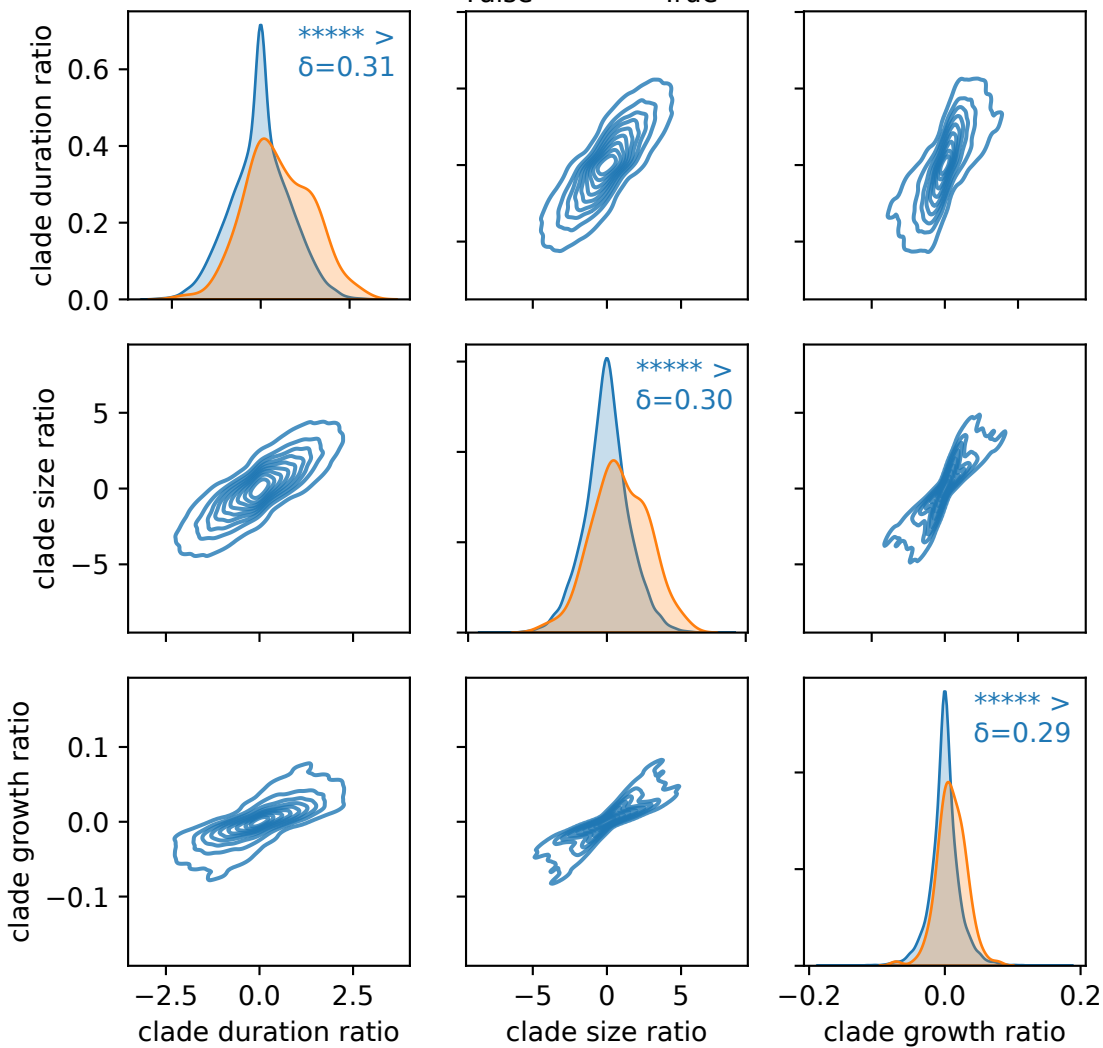 True
clade duration ratio
0.6
0.4
0.2
0.0
***** >
δ=0.31
clade size ratio
5
0
−5
***** >
δ=0.30
clade growth ratio
0.1
0.0
−0.1
***** >
δ=0.29
−2.5
0.0
2.5
−5
0
5
−0.2
0.0
0.2
clade duration ratio
clade size ratio
clade growth ratio